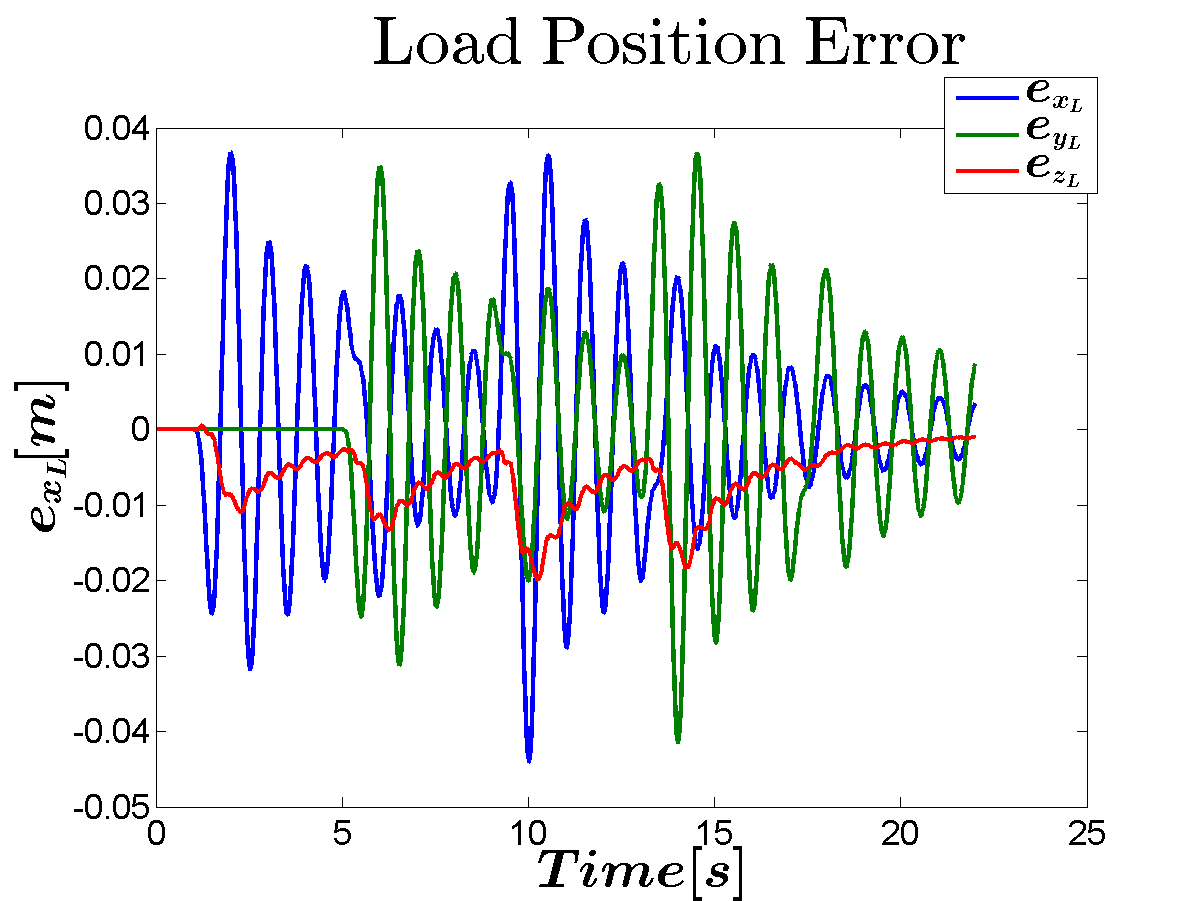 Load Position Error
e_{x_L}
e_{y_L}
e_{z_L}
0.04
0.03
0.02
0.01
0
-0.01
-0.02
-0.03
-0.04
-0.05
e_{x_L}[m]
0 5 10 15 20 25
Time[s]